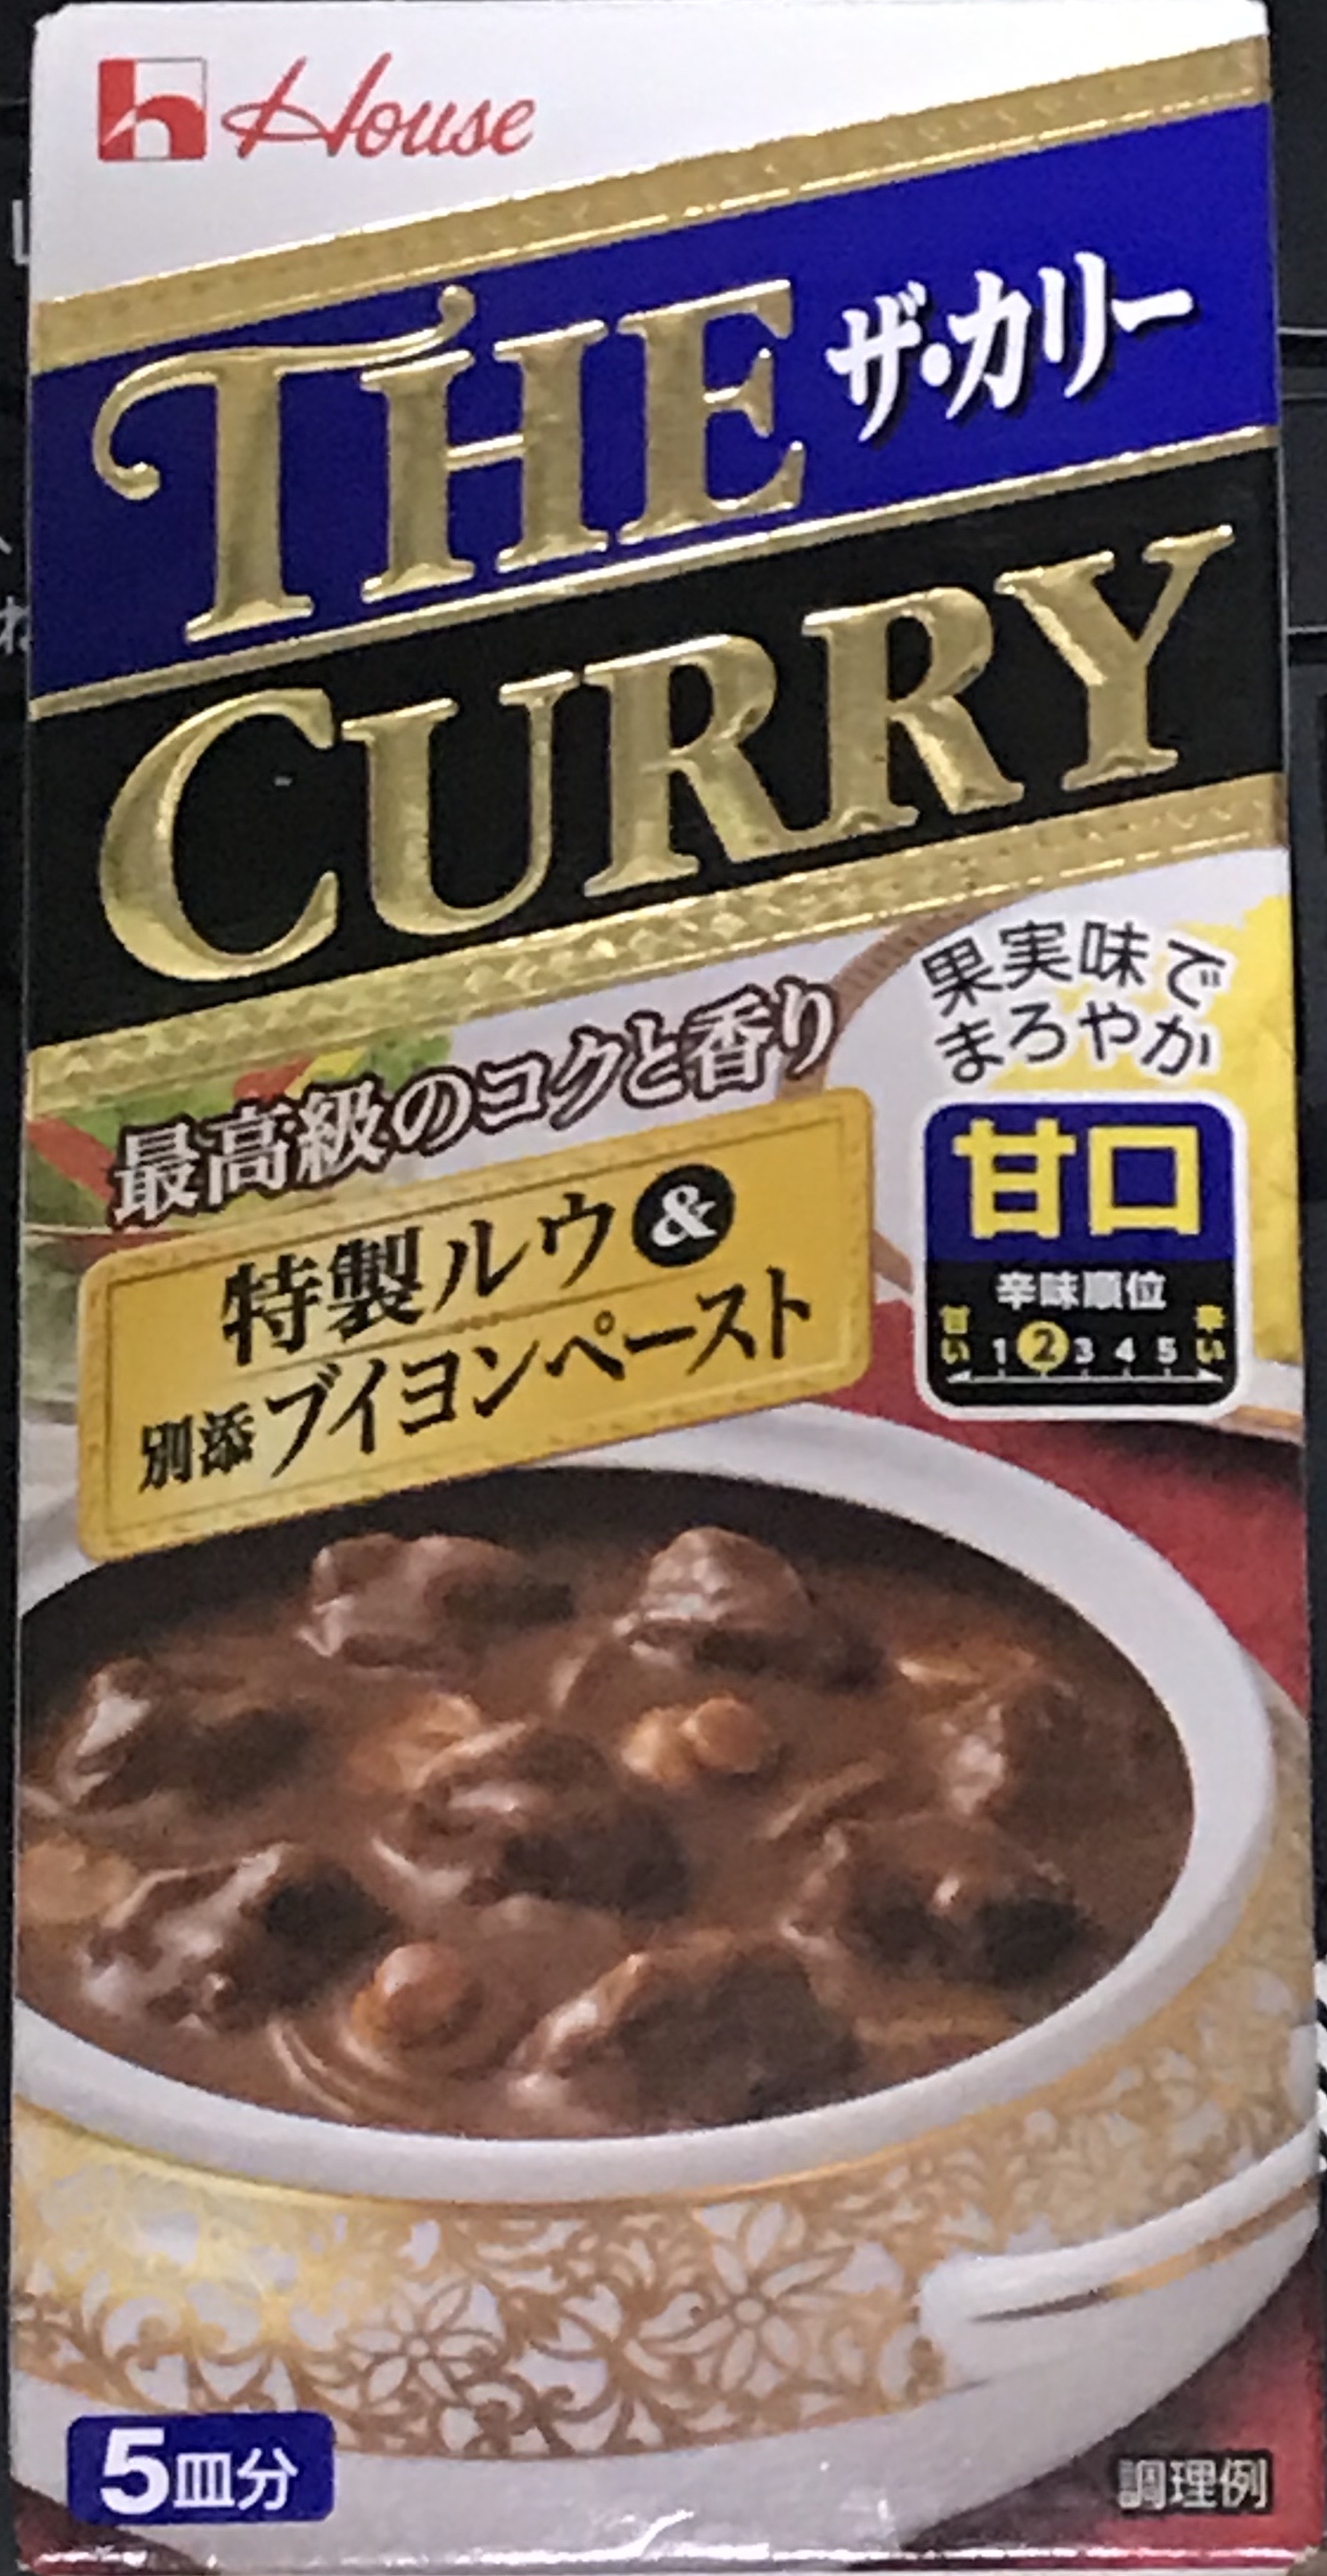 House
THE ザ・カリー
CURRY
果実味で
まろやか
最高級のコクと香り
特製ルウ&
別添ブイヨンペースト
甘口
辛味順位
甘い 1 2 3 4 5 辛い
5皿分
調理例